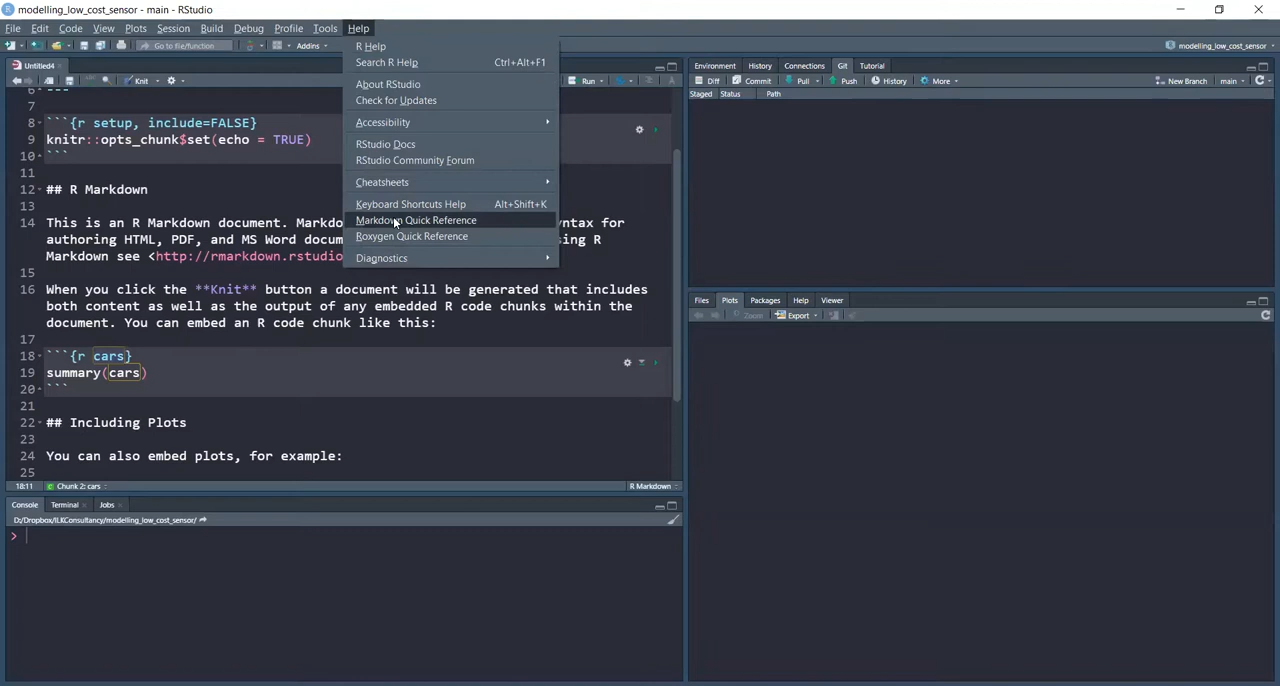 modelling_low_cost_sensor - main - RStudio
File Edit Code View Plots Session Build Debug Profile Tools Help
Go to file/function Addins modelling_low_cost_sensor
Untitled4
Knit Run
6 ---
7
8 ```{r setup, include=FALSE}
9 knitr::opts_chunk$set(echo = TRUE)
10 ```
11
12 ## R Markdown
13
14 This is an R Markdown document. Markd ntax for
authoring HTML, PDF, and MS Word docum ing R
Markdown see <http://rmarkdown.rstudio
15
16 When you click the **Knit** button a document will be generated that includes
both content as well as the output of any embedded R code chunks within the
document. You can embed an R code chunk like this:
17
18 ```{r cars}
19 summary(cars)
20 ```
21
22 ## Including Plots
23
24 You can also embed plots, for example:
25
18:11 Chunk 2: cars R Markdown
R Help
Search R Help Ctrl+Alt+F1
About RStudio
Check for Updates
Accessibility
RStudio Docs
RStudio Community Forum
Cheatsheets
Keyboard Shortcuts Help Alt+Shift+K
Markdown Quick Reference
Roxygen Quick Reference
Diagnostics
Console Terminal Jobs
D:/Dropbox/ILKConsultancy/modelling_low_cost_sensor/
>
Environment History Connections Git Tutorial
Diff Commit Pull Push History More New Branch main
Staged Status Path
Files Plots Packages Help Viewer
Zoom Export